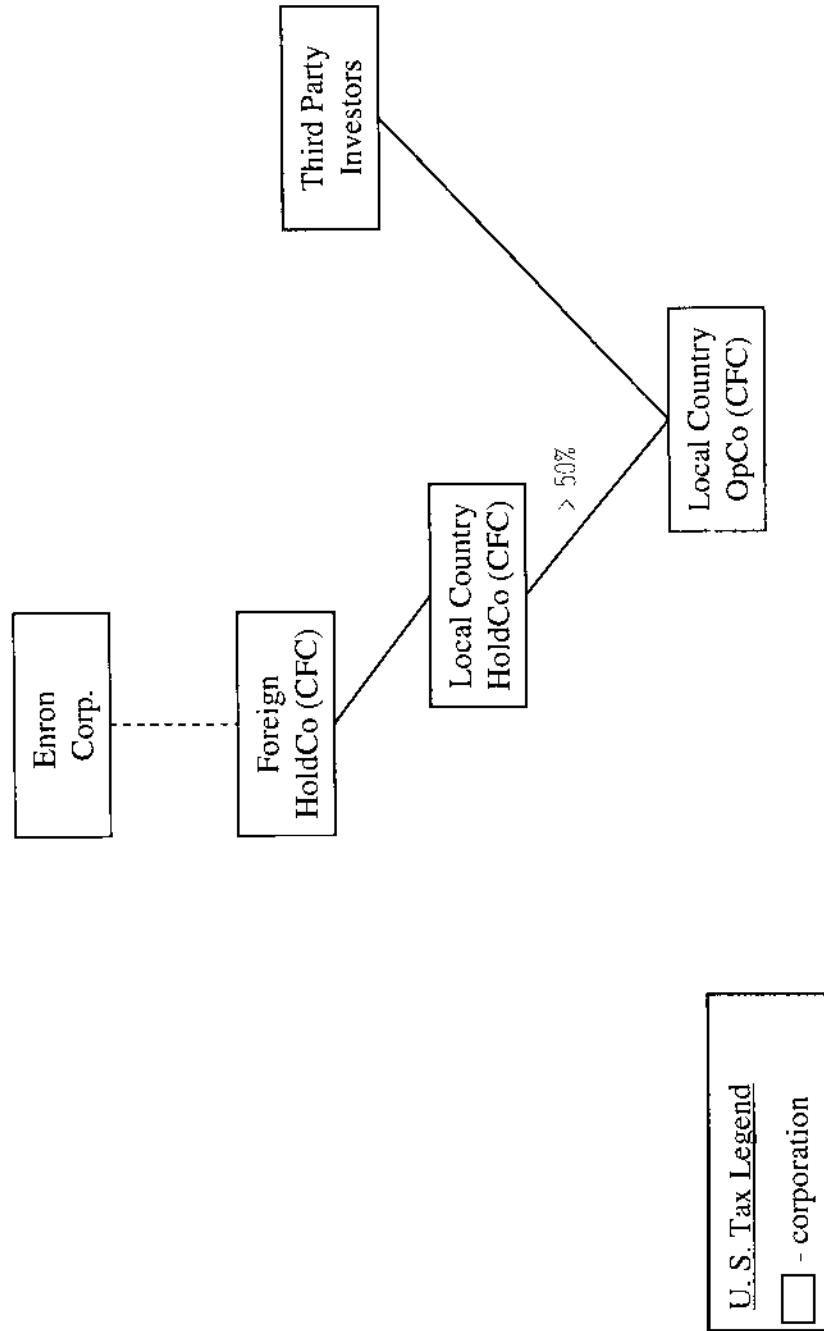 Enron
Corp.
Foreign
HoldCo (CFC)
Third Party
Investors
Local Country
HoldCo (CFC)
> 50%
Local Country
OpCo (CFC)
U.S. Tax Legend
- corporation